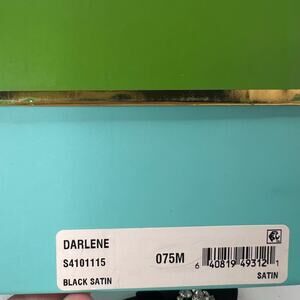 DARLENE
S4101115 075M
BLACK SATIN
6 40819 49312 1
SATIN